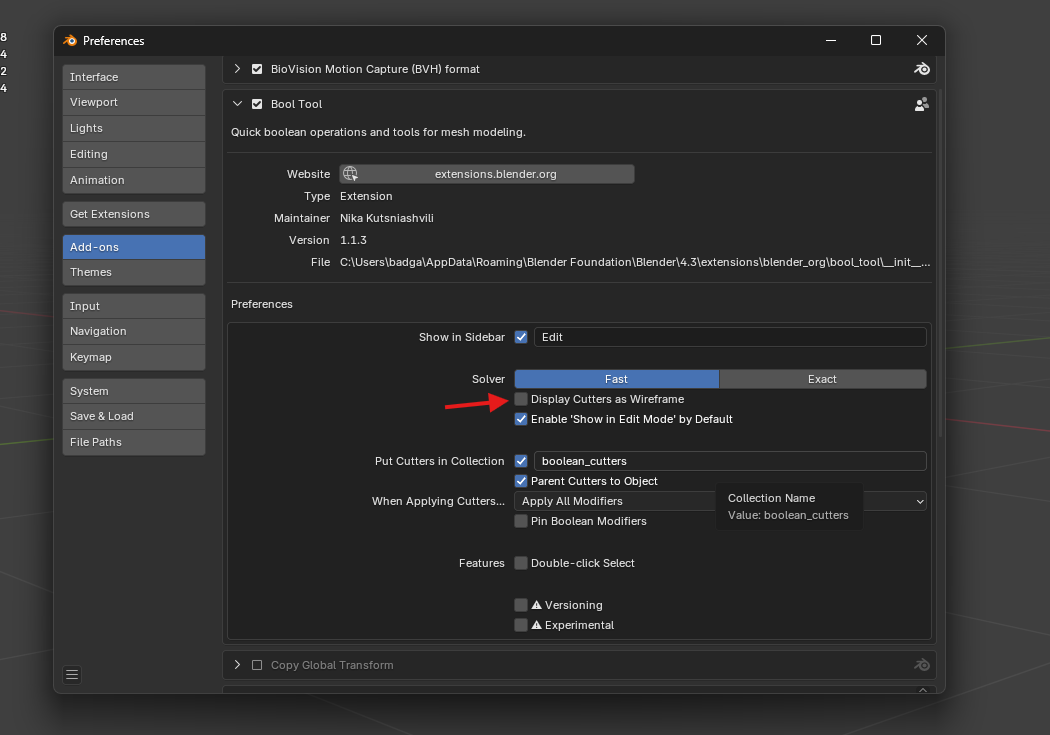 8
4
2
4
Preferences
Interface
Viewport
Lights
Editing
Animation
Get Extensions
Add-ons
Themes
Input
Navigation
Keymap
System
Save & Load
File Paths
BioVision Motion Capture (BVH) format
Bool Tool
Quick boolean operations and tools for mesh modeling.
Website extensions.blender.org
Type Extension
Maintainer Nika Kutsniashvili
Version 1.1.3
File C:\Users\badga\AppData\Roaming\Blender Foundation\Blender\4.3\extensions\blender_org\bool_tool\__init__...
Preferences
Show in Sidebar Edit
Solver Fast Exact
Display Cutters as Wireframe
Enable 'Show in Edit Mode' by Default
Put Cutters in Collection boolean_cutters
Parent Cutters to Object
When Applying Cutters... Apply All Modifiers
Collection Name
Value: boolean_cutters
Pin Boolean Modifiers
Features Double-click Select
Versioning
Experimental
Copy Global Transform